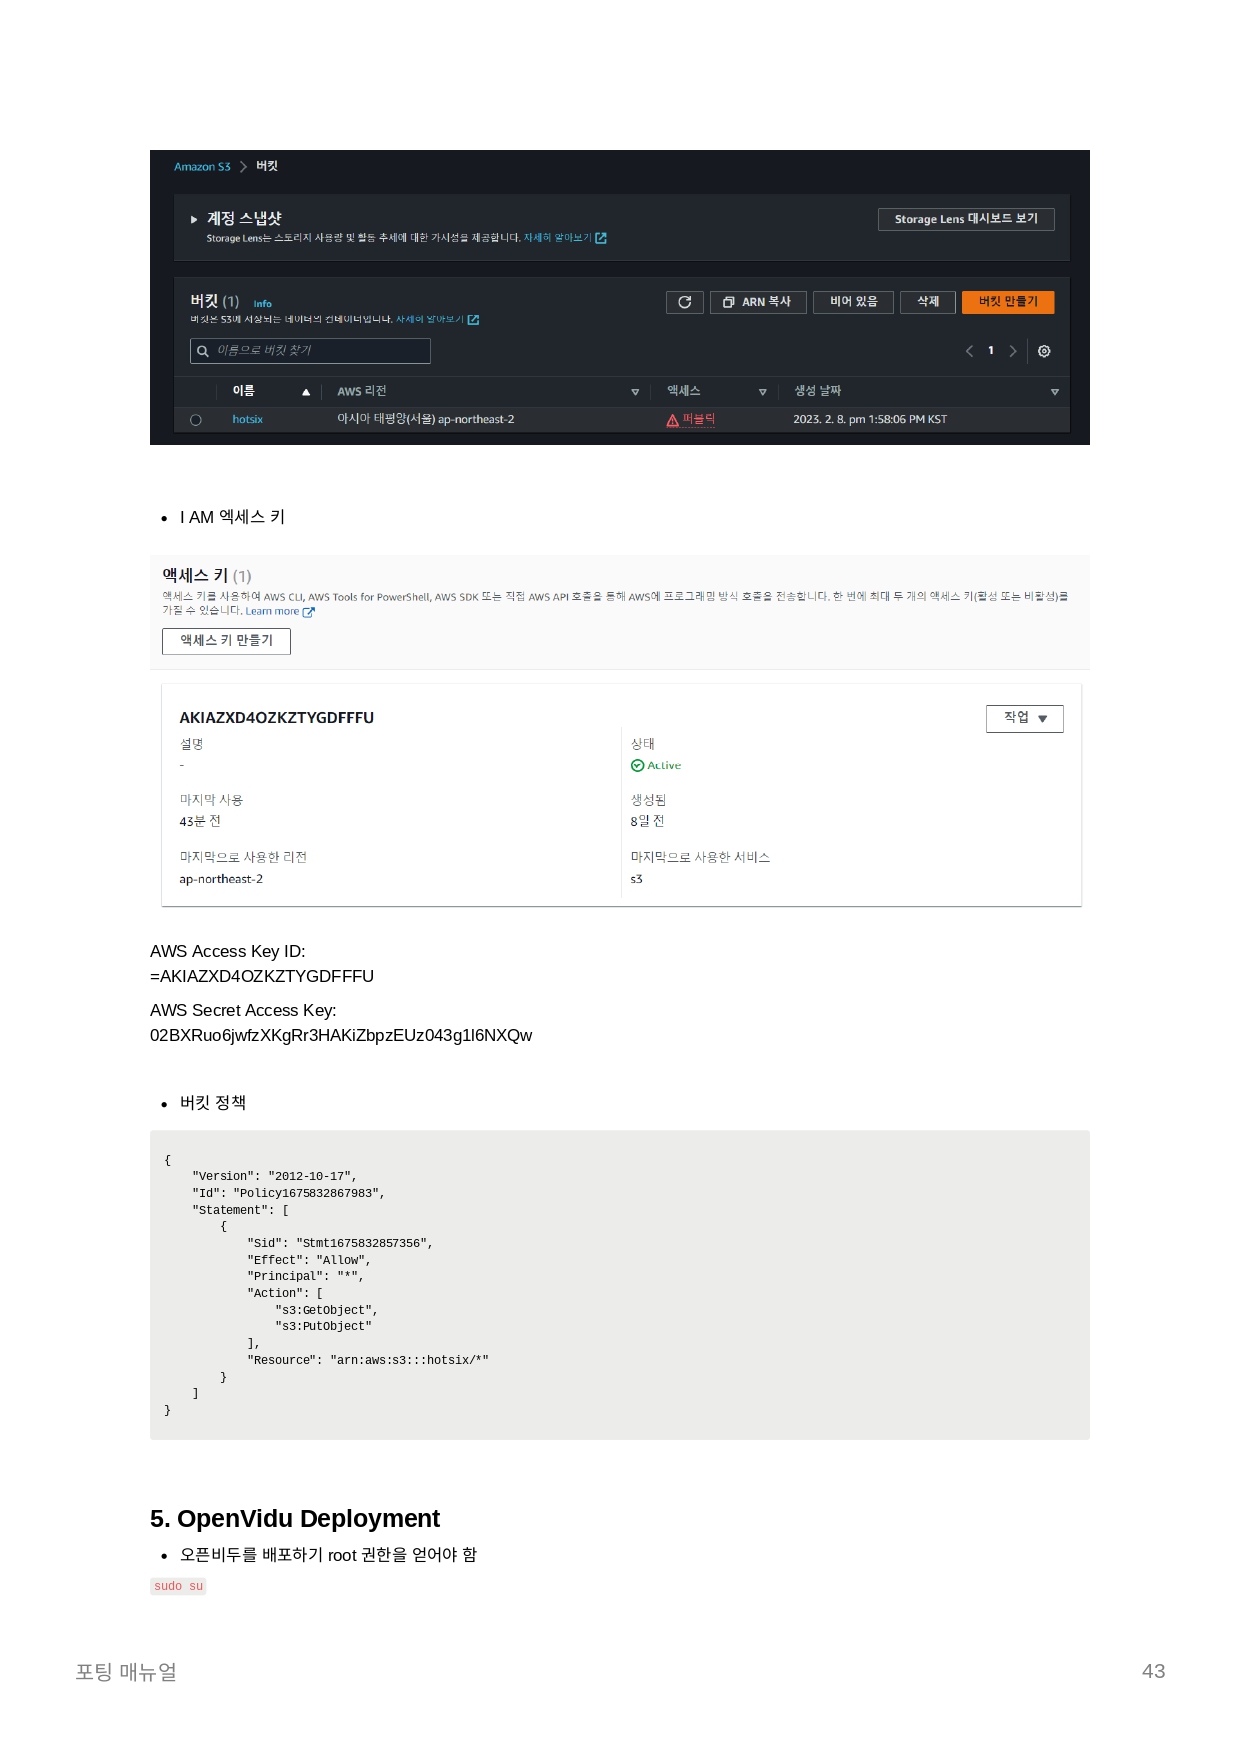 Amazon S3 > 버킷
계정 스냅샷
Storage Lens 대시보드 보기
Storage Lens는 스토리지 사용량 및 활동 추세에 대한 가시성을 제공합니다. 자세히 알아보기
버킷 (1) Info
ARN 복사 비어 있음 삭제 버킷 만들기
버킷은 S3에 저장되는 데이터의 컨테이너입니다. 자세히 알아보기
이름으로 버킷 찾기
1
이름 AWS 리전 액세스 생성 날짜
hotsix 아시아 태평양(서울) ap-northeast-2 퍼블릭 2023. 2. 8. pm 1:58:06 PM KST
• I AM 엑세스 키
액세스 키 (1)
액세스 키를 사용하여 AWS CLI, AWS Tools for PowerShell, AWS SDK 또는 직접 AWS API 호출을 통해 AWS에 프로그래밍 방식 호출을 전송합니다. 한 번에 최대 두 개의 액세스 키(활성 또는 비활성)를
가질 수 있습니다. Learn more
액세스 키 만들기
AKIAZXD4OZKZTYGDFFFU
작업
설명 상태
- Active
마지막 사용 생성됨
43분 전 8일 전
마지막으로 사용한 리전 마지막으로 사용한 서비스
ap-northeast-2 s3
AWS Access Key ID:
=AKIAZXD4OZKZTYGDFFFU
AWS Secret Access Key:
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
• 버킷 정책
{
    "Version": "2012-10-17",
    "Id": "Policy1675832867983",
    "Statement": [
        {
            "Sid": "Stmt1675832857356",
            "Effect": "Allow",
            "Principal": "*",
            "Action": [
                "s3:GetObject",
                "s3:PutObject"
            ],
            "Resource": "arn:aws:s3:::hotsix/*"
        }
    ]
}
5. OpenVidu Deployment
• 오픈비두를 배포하기 root 권한을 얻어야 함
sudo su
포팅 매뉴얼 43